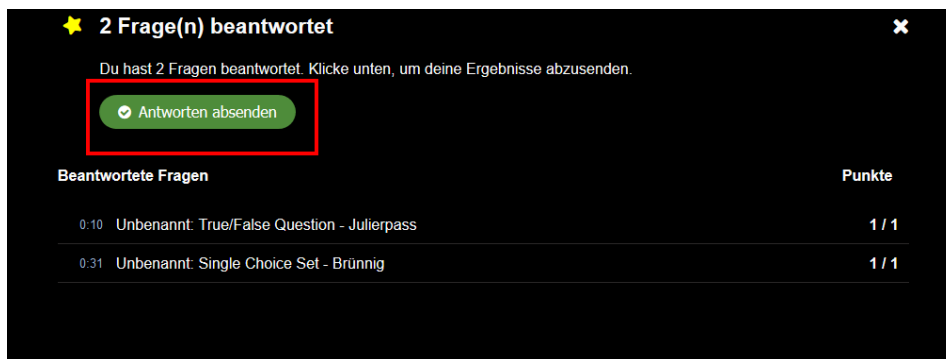 2 Frage(n) beantwortet
Du hast 2 Fragen beantwortet. Klicke unten, um deine Ergebnisse abzusenden.
Antworten absenden
Beantwortete Fragen Punkte
0:10 Unbenannt: True/False Question - Julierpass 1 / 1
0:31 Unbenannt: Single Choice Set - Brünnig 1 / 1